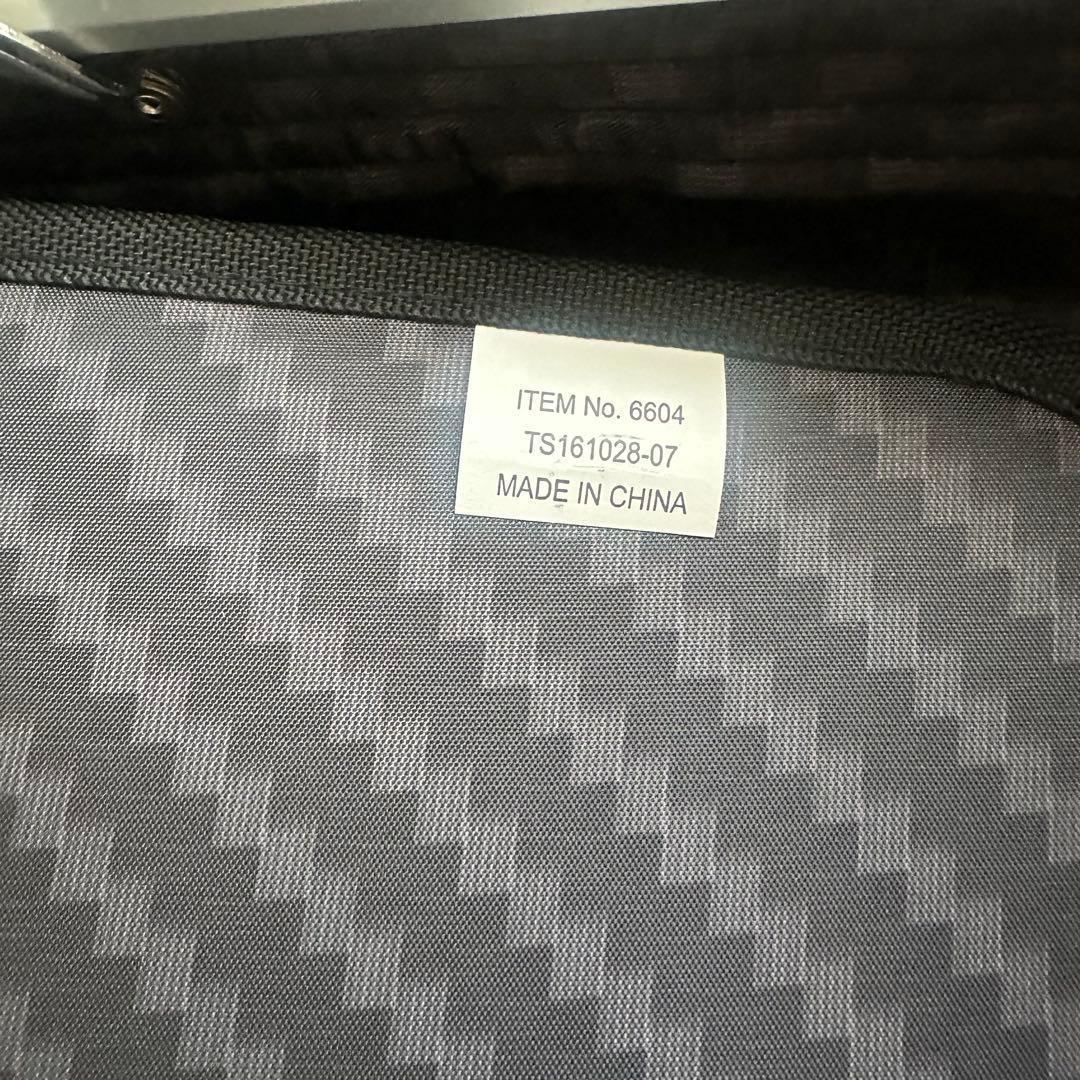 ITEM No. 6604
TS161028-07
MADE IN CHINA